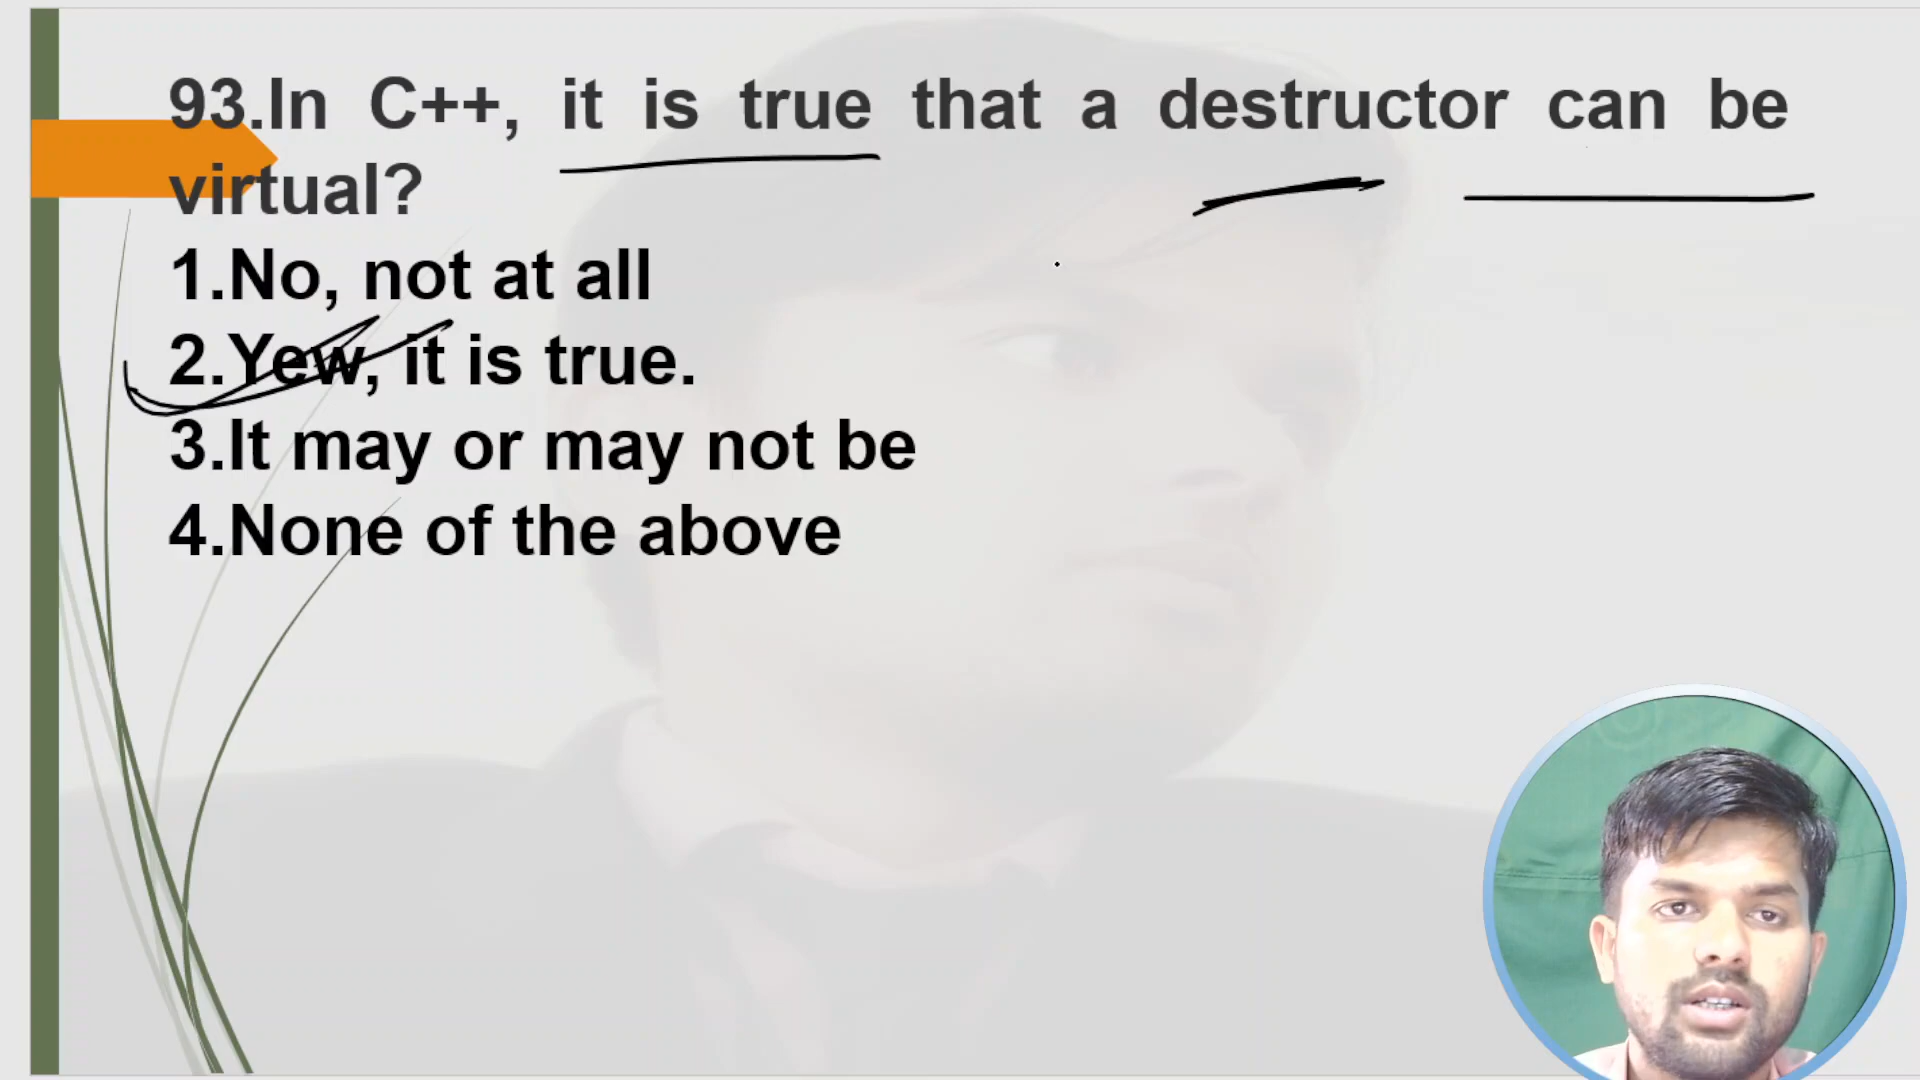 93.In C++, it is true that a destructor can be
virtual?
1.No, not at all
2.Yew, it is true.
3.It may or may not be
4.None of the above